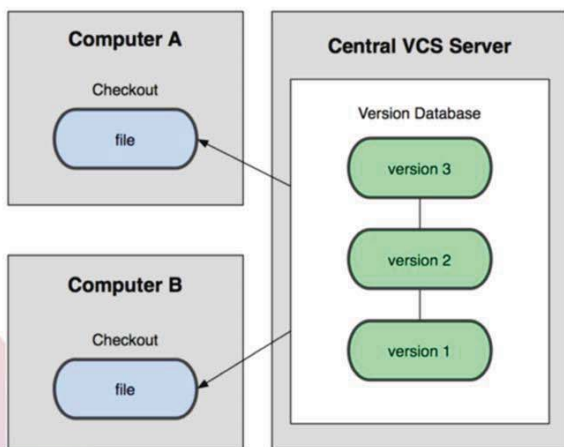 Computer A
Checkout
file
Computer B
Checkout
file
Central VCS Server
Version Database
version 3
version 2
version 1